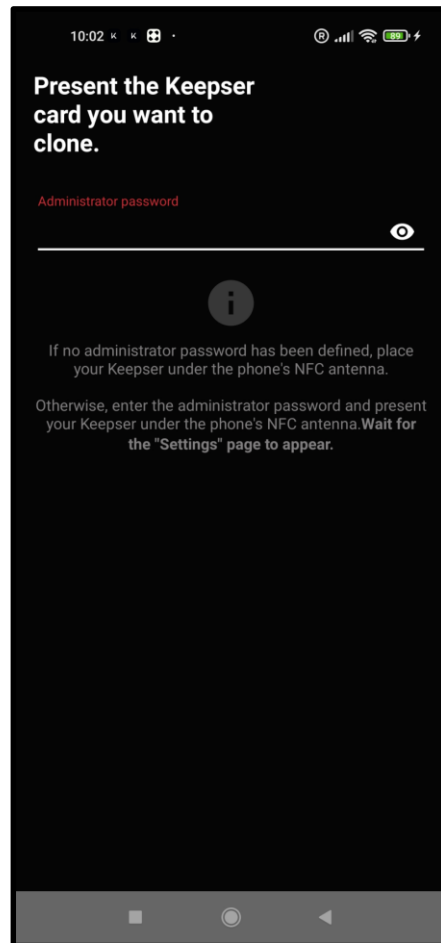 10:02 K K
R 89
Present the Keepser
card you want to
clone.
Administrator password
i
If no administrator password has been defined, place
your Keepser under the phone's NFC antenna.
Otherwise, enter the administrator password and present
your Keepser under the phone's NFC antenna.Wait for
the "Settings" page to appear.